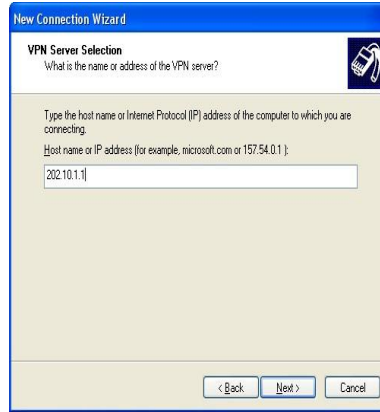 New Connection Wizard
VPN Server Selection
What is the name or address of the VPN server?
Type the host name or Internet Protocol (IP) address of the computer to which you are
connecting.
Host name or IP address (for example, microsoft.com or 157.54.0.1 ):
202.10.1.1
< Back
Next >
Cancel